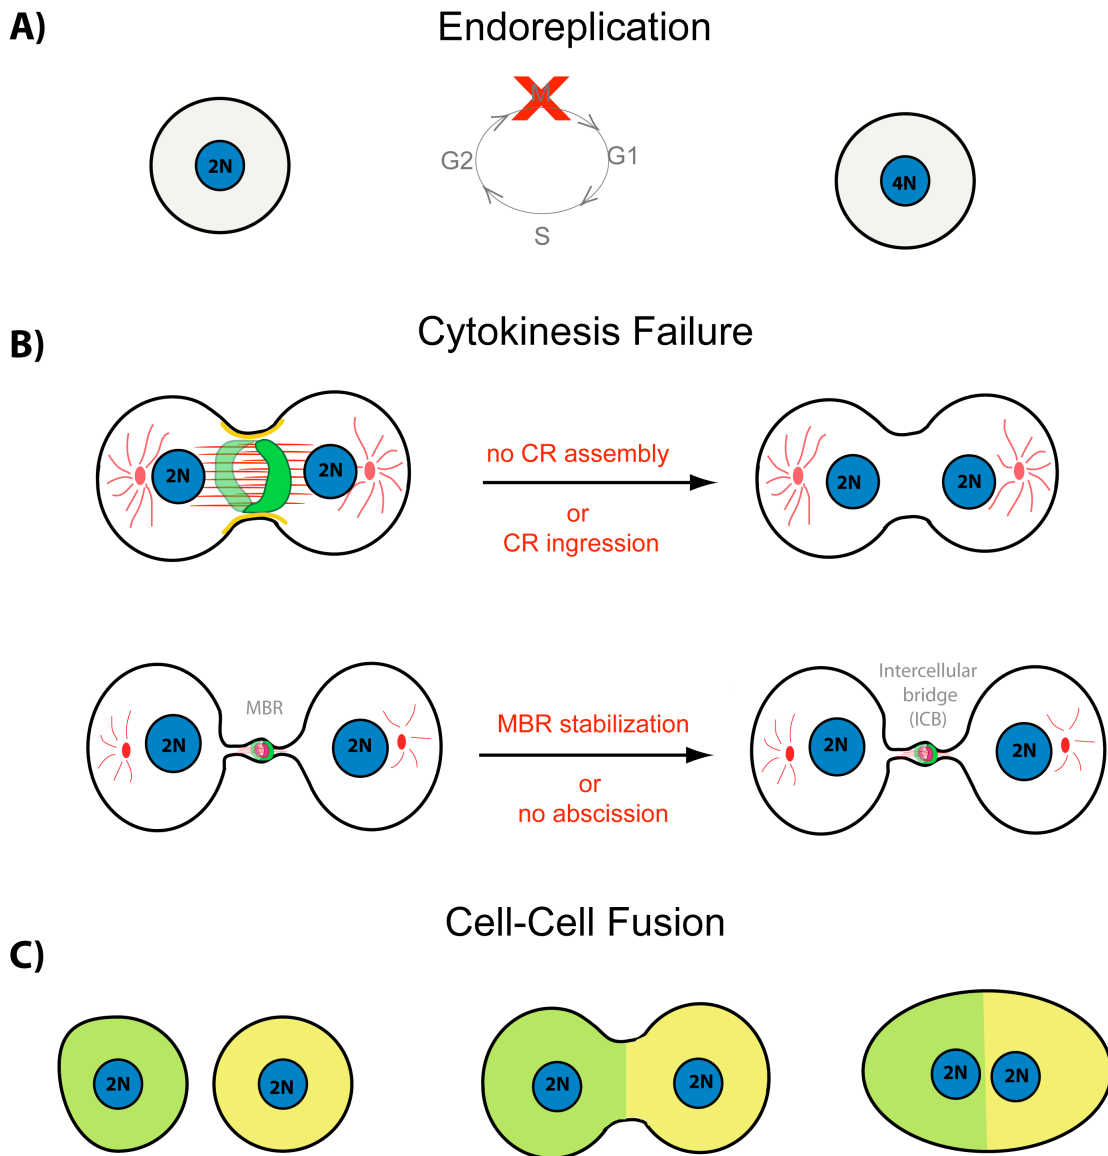 A)
Endoreplication
2N
M
G2
G1
S
4N
B)
Cytokinesis Failure
2N
2N
no CR assembly
or
CR ingression
2N
2N
2N
MBR
2N
MBR stabilization
or
no abscission
2N
Intercellular
bridge
(ICB)
2N
C)
Cell-Cell Fusion
2N
2N
2N
2N
2N
2N